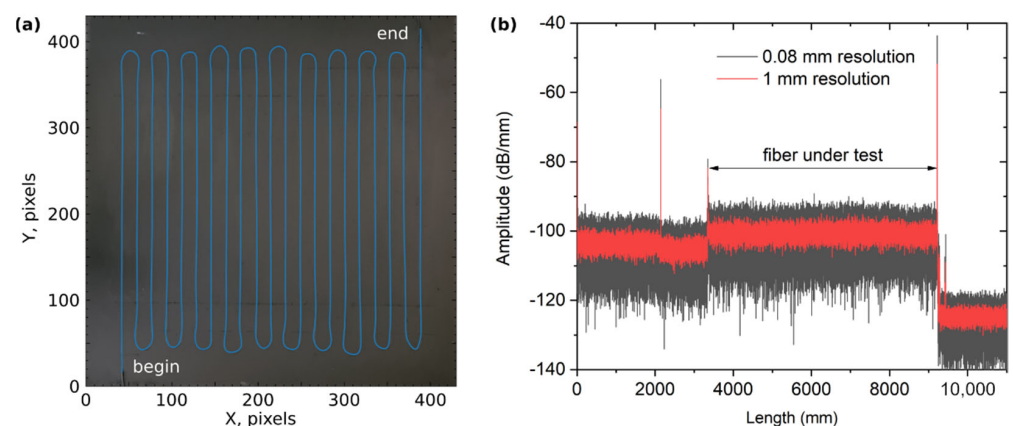 (a)
400
300
200
100
0
Y, pixels
end
begin
0
100
200
300
400
X, pixels
(b)
-40
-60
-80
-100
-120
-140
Amplitude (dB/mm)
0.08 mm resolution
1 mm resolution
fiber under test
0
2000
4000
6000
8000
10,000
Length (mm)